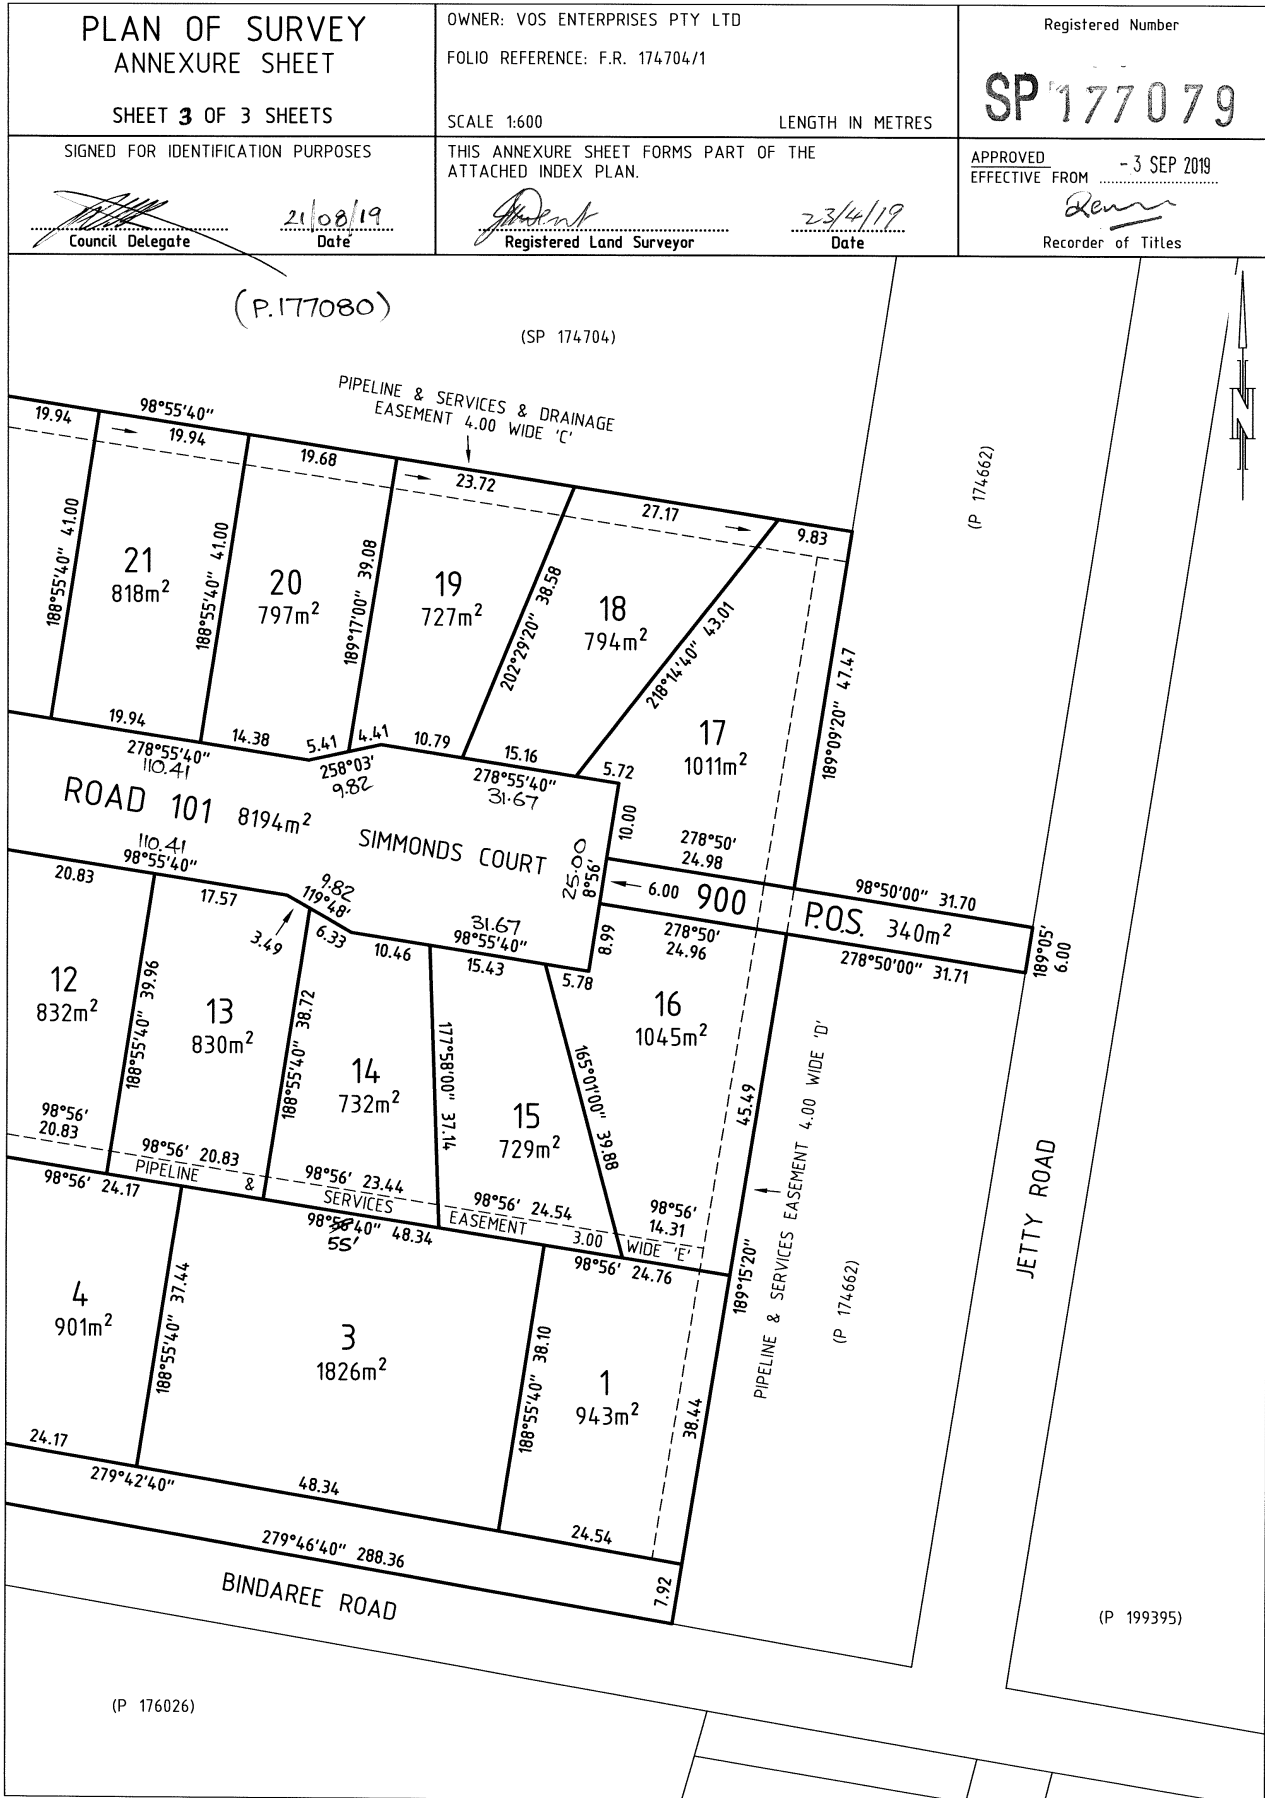 PLAN OF SURVEY
ANNEXURE SHEET
SHEET 3 OF 3 SHEETS
OWNER: VOS ENTERPRISES PTY LTD
FOLIO REFERENCE: F.R. 174704/1
SCALE 1:600 LENGTH IN METRES
Registered Number
SP 177079
SIGNED FOR IDENTIFICATION PURPOSES
21/08/19
Council Delegate Date
THIS ANNEXURE SHEET FORMS PART OF THE
ATTACHED INDEX PLAN.
23/4/19
Registered Land Surveyor Date
APPROVED
EFFECTIVE FROM -3 SEP 2019
Recorder of Titles
(P.177080)
(SP 174704)
PIPELINE & SERVICES & DRAINAGE
EASEMENT 4.00 WIDE 'C'
N
(P 174662)
98°55'40"
19.94
19.94
19.68
23.72
27.17
9.83
188°55'40" 41.00
21
818m²
188°55'40" 41.00
20
797m²
189°17'00" 39.08
19
727m²
202°29'20" 38.58
18
794m²
218°14'40" 43.01
17
1011m²
189°09'20" 47.47
19.94
278°55'40"
110.41
14.38
5.41
4.41
258°03'
9.82
10.79
15.16
278°55'40"
31.67
5.72
10.00
278°50'
24.98
ROAD 101 8194m²
SIMMONDS COURT
25.00
8°56'
6.00
900
P.O.S. 340m²
98°50'00" 31.70
189°05'
6.00
278°50'00" 31.71
278°50'
24.96
110.41
98°55'40"
20.83
17.57
9.82
119°48'
3.49
6.33
10.46
31.67
98°55'40"
15.43
5.78
8.99
12
832m²
188°55'40" 39.96
13
830m²
188°55'40" 38.72
14
732m²
177°58'00" 37.14
15
729m²
165°01'00" 39.88
16
1045m²
45.49
98°56'
20.83
98°56' 20.83
98°56' 23.44
98°56' 24.54
98°56'
14.31
PIPELINE & SERVICES EASEMENT 3.00 WIDE 'E'
98°56' 24.17
98°56'40" 48.34
55'
98°56' 24.76
189°15'20"
PIPELINE & SERVICES EASEMENT 4.00 WIDE 'D'
(P 174662)
JETTY ROAD
4
901m²
188°55'40" 37.44
3
1826m²
188°55'40" 38.10
1
943m²
38.44
24.17
279°42'40"
48.34
24.54
279°46'40" 288.36
7.92
BINDAREE ROAD
(P 199395)
(P 176026)